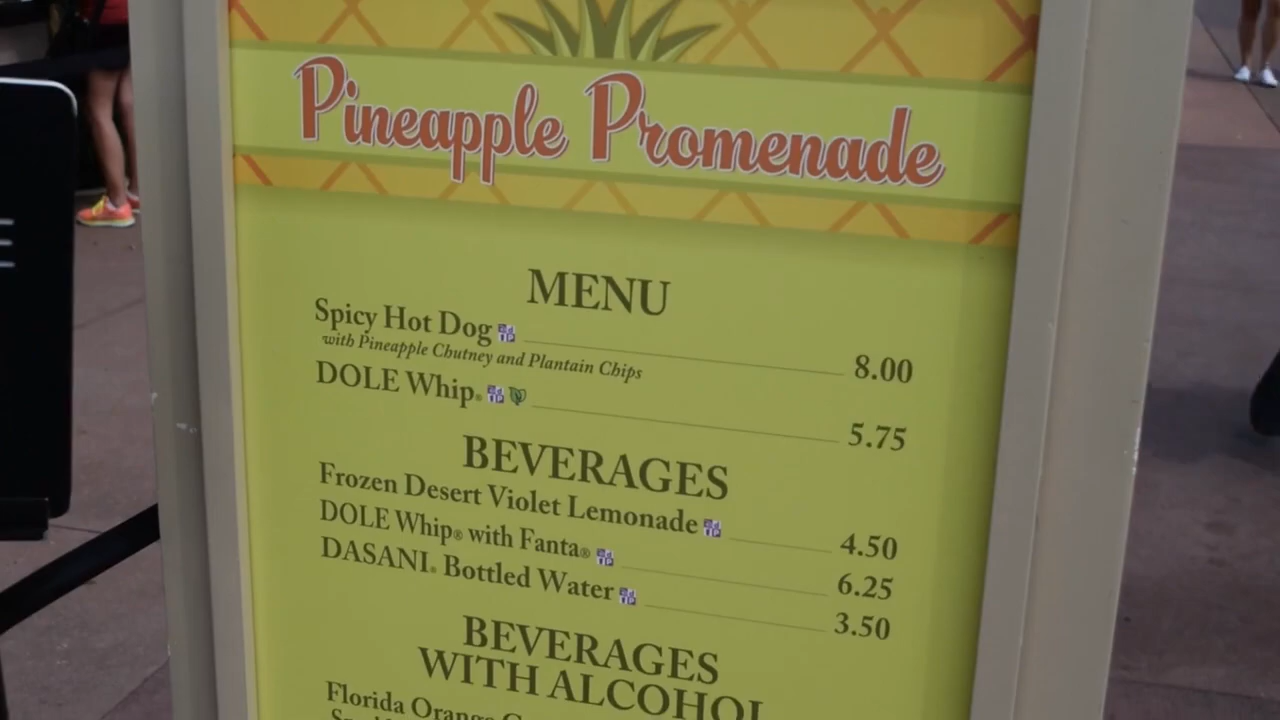 Pineapple Promenade
MENU
Spicy Hot Dog 8.00
with Pineapple Chutney and Plantain Chips
DOLE Whip® 5.75
BEVERAGES
Frozen Desert Violet Lemonade 4.50
DOLE Whip® with Fanta® 6.25
DASANI® Bottled Water 3.50
BEVERAGES
WITH ALCOHOL
Florida Orange